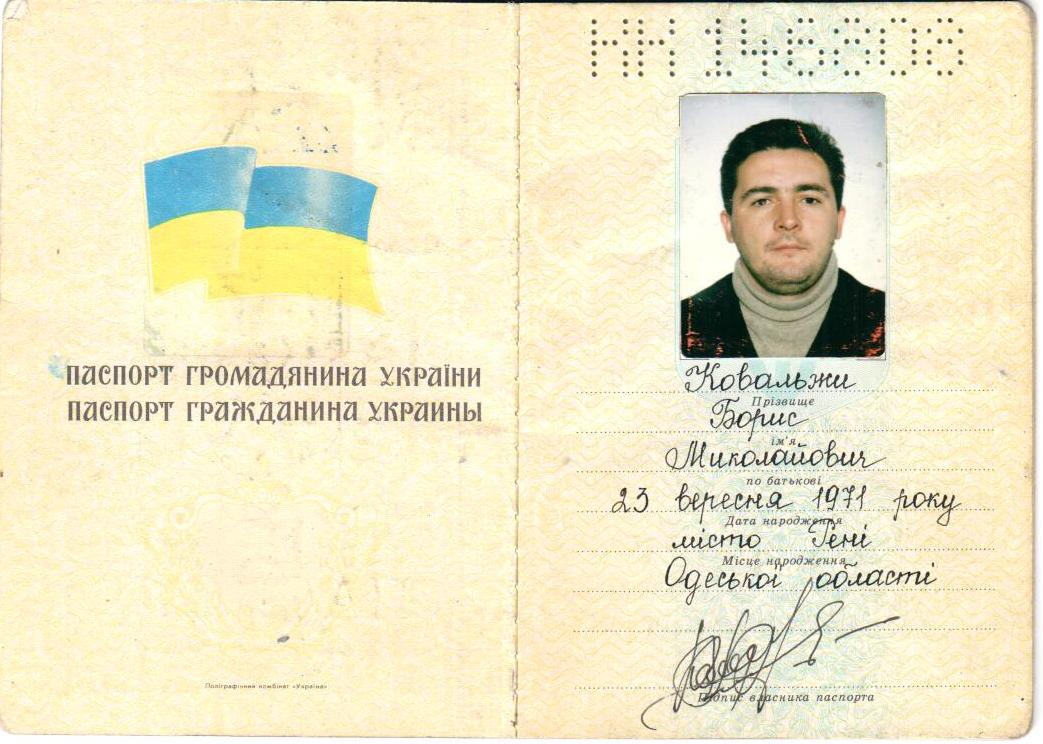 ПАСПОРТ ГРОМАДЯНИНА УКРАЇНИ
ПАСПОРТ ГРАЖДАНИНА УКРАИНЫ
Поліграфічний комбінат «Україна»
НН 146808
Ковальжи
Прізвище
Борис
ім'я
Миколайович
по батькові
23 вересня 1971 року
Дата народження
місто Рені
Місце народження
Одеської області
Підпис власника паспорта